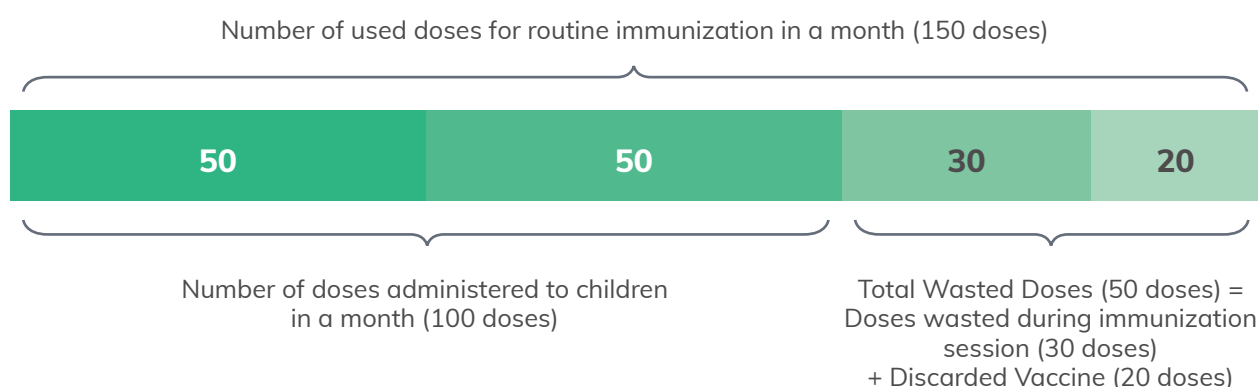 Number of used doses for routine immunization in a month (150 doses)
50
50
30
20
Number of doses administered to children
in a month (100 doses)
Total Wasted Doses (50 doses) =
Doses wasted during immunization
session (30 doses)
+ Discarded Vaccine (20 doses)